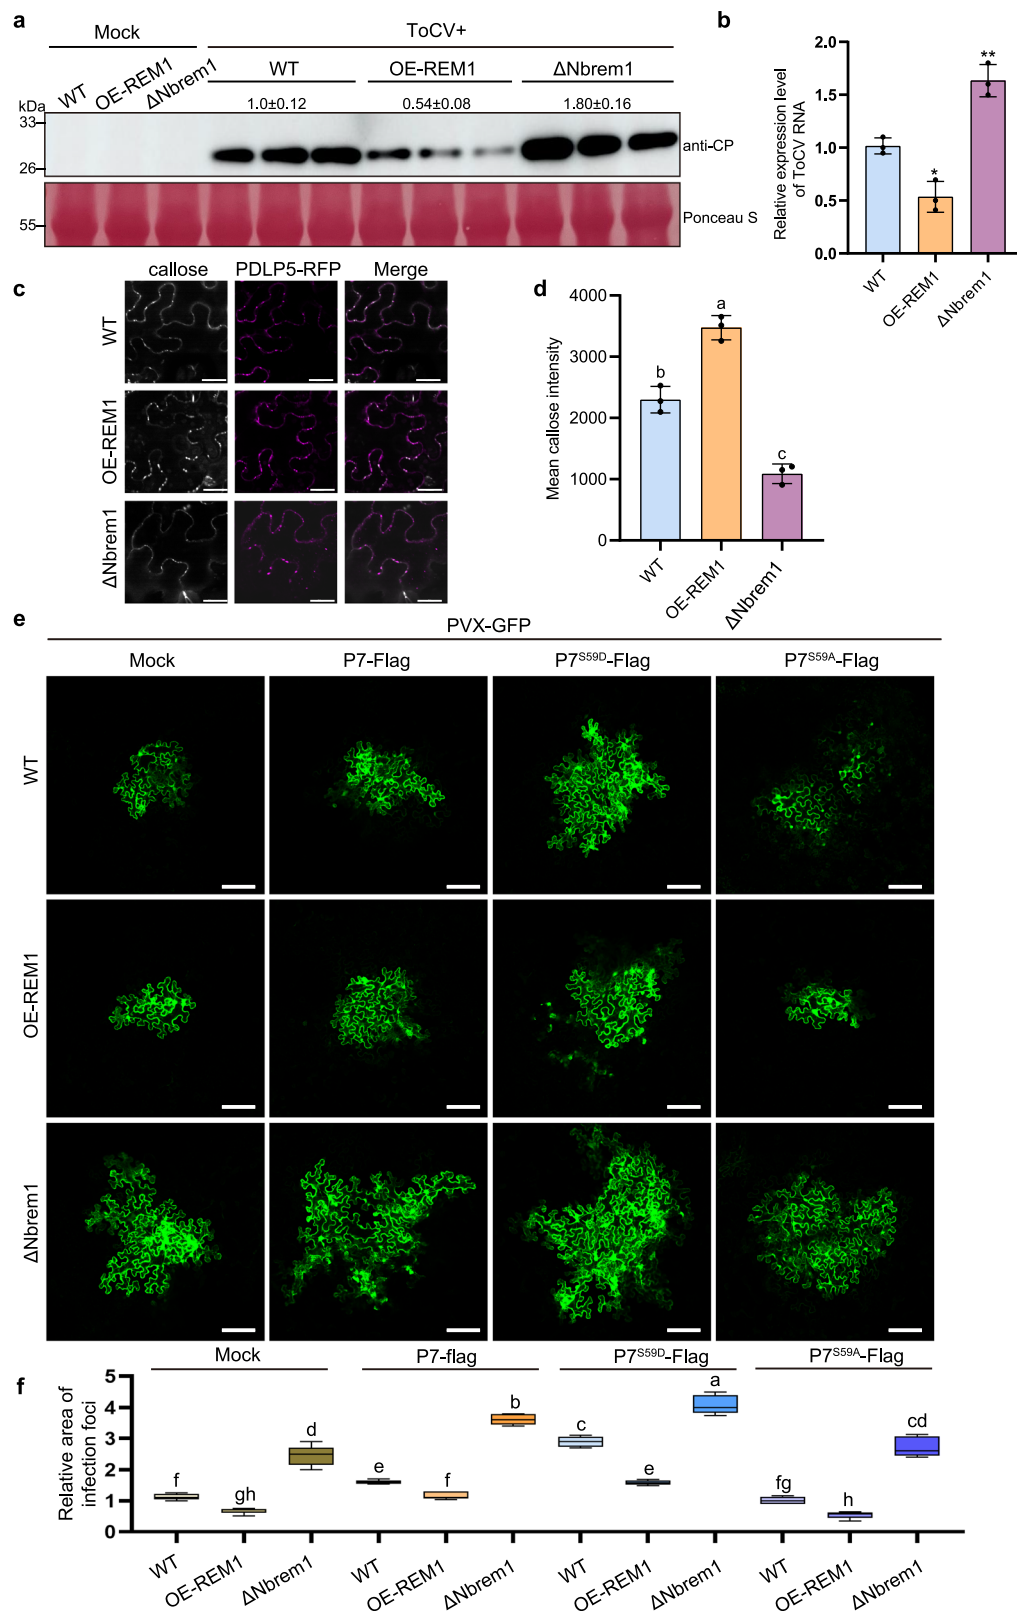 a
Mock
ToCV+
WT
OE-REM1
ΔNbrem1
WT
OE-REM1
ΔNbrem1
kDa
1.0±0.12
0.54±0.08
1.80±0.16
33
26
anti-CP
55
Ponceau S
b
Relative expression level
of ToCV RNA
2.0
1.5
1.0
0.5
0.0
*
**
WT
OE-REM1
ΔNbrem1
c
callose
PDLP5-RFP
Merge
WT
OE-REM1
ΔNbrem1
d
Mean callose intensity
4000
3000
2000
1000
0
b
a
c
WT
OE-REM1
ΔNbrem1
e
PVX-GFP
Mock
P7-Flag
P7S59D-Flag
P7S59A-Flag
WT
OE-REM1
ΔNbrem1
f
Mock
P7-flag
P7S59D-Flag
P7S59A-Flag
Relative area of
infection foci
5
4
3
2
1
0
f
gh
d
e
f
b
c
e
a
fg
h
cd
WT
OE-REM1
ΔNbrem1
WT
OE-REM1
ΔNbrem1
WT
OE-REM1
ΔNbrem1
WT
OE-REM1
ΔNbrem1